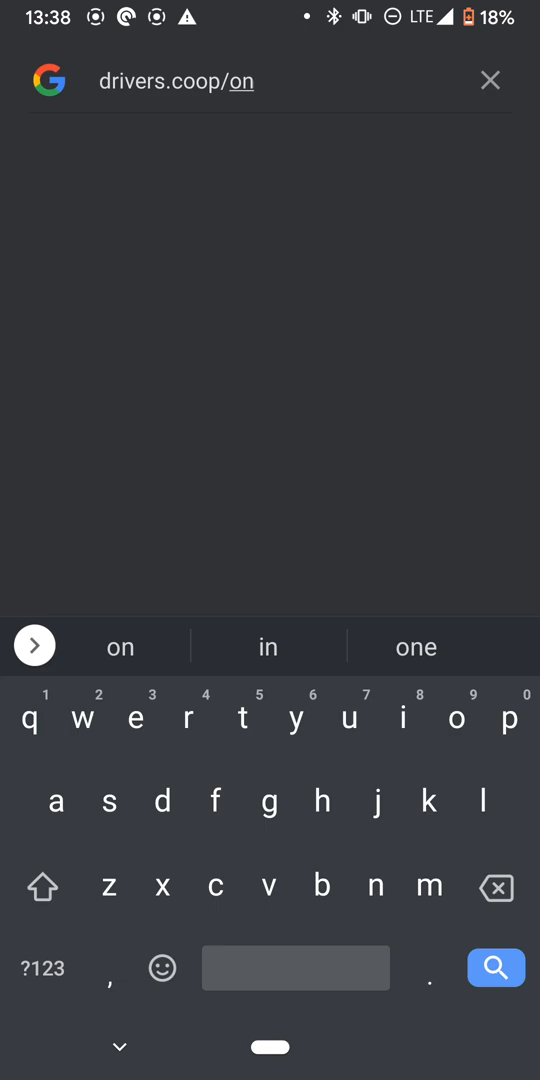 13:38 LTE 18%
drivers.coop/on
on in one
1 2 3 4 5 6 7 8 9 0
q w e r t y u i o p
a s d f g h j k l
z x c v b n m
?123 , .